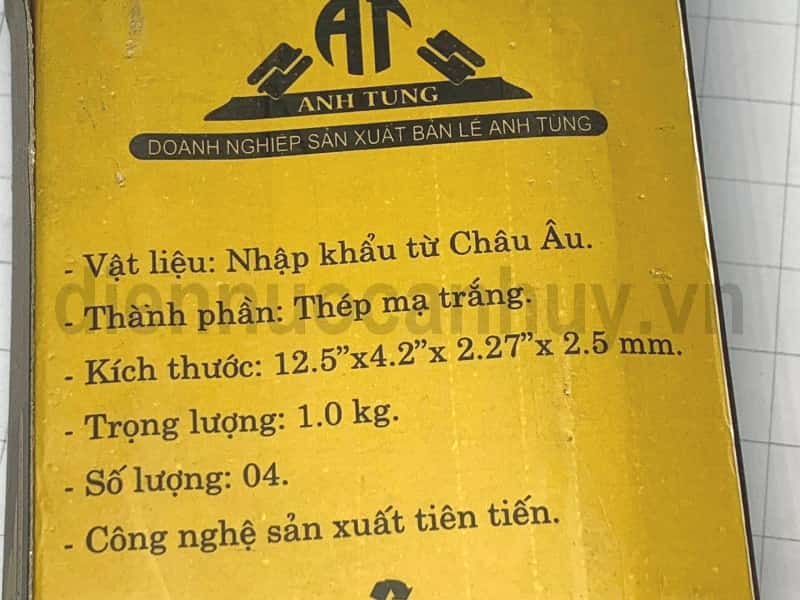 AT
ANH TUNG
DOANH NGHIỆP SẢN XUẤT BẢN LỀ ANH TÙNG
- Vật liệu: Nhập khẩu từ Châu Âu.
- Thành phần: Thép mạ trắng.
diennuocanhuy.vn
- Kích thước: 12.5”x4.2”x 2.27”x 2.5 mm.
- Trọng lượng: 1.0 kg.
- Số lượng: 04.
- Công nghệ sản xuất tiên tiến.